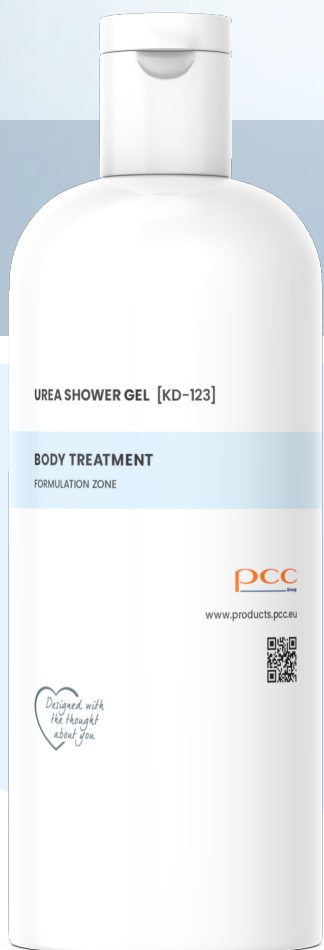 UREA SHOWER GEL [KD-123]
BODY TREATMENT
FORMULATION ZONE
pcc
Group
www.products.pcc.eu
Designed with
the thought
about you